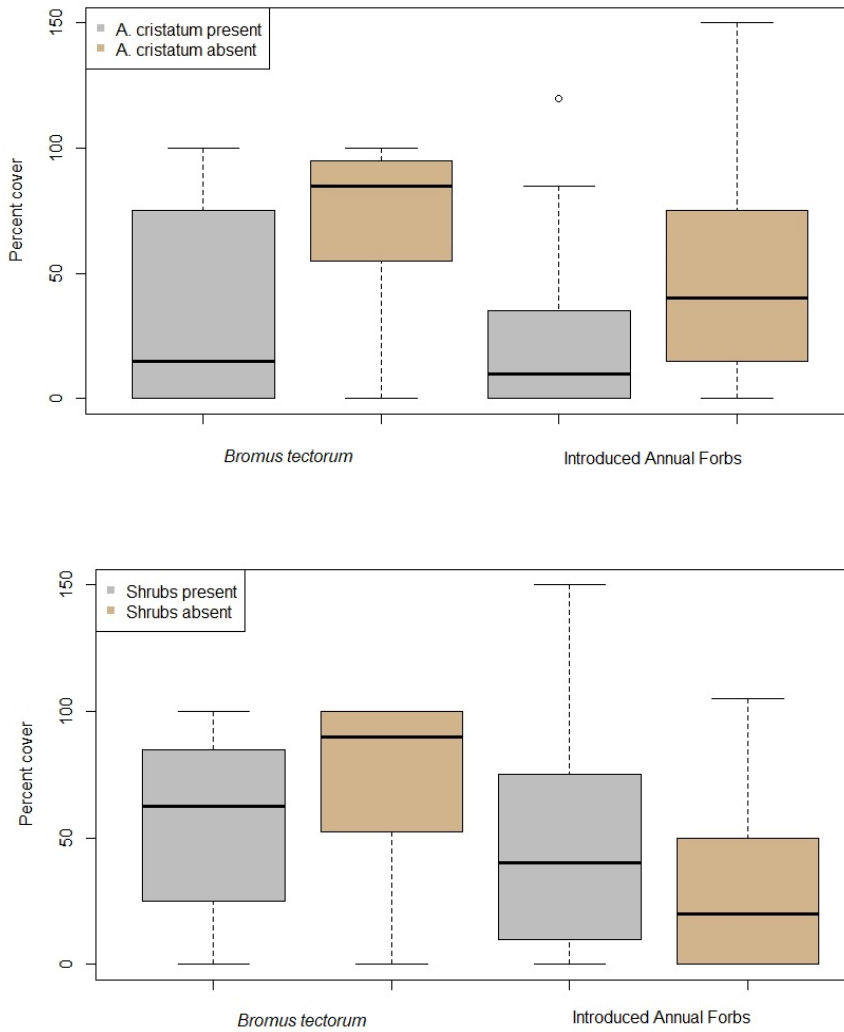 A. cristatum present
A. cristatum absent
150
100
50
0
Percent cover
Bromus tectorum
Introduced Annual Forbs
Shrubs present
Shrubs absent
150
100
50
0
Percent cover
Bromus tectorum
Introduced Annual Forbs